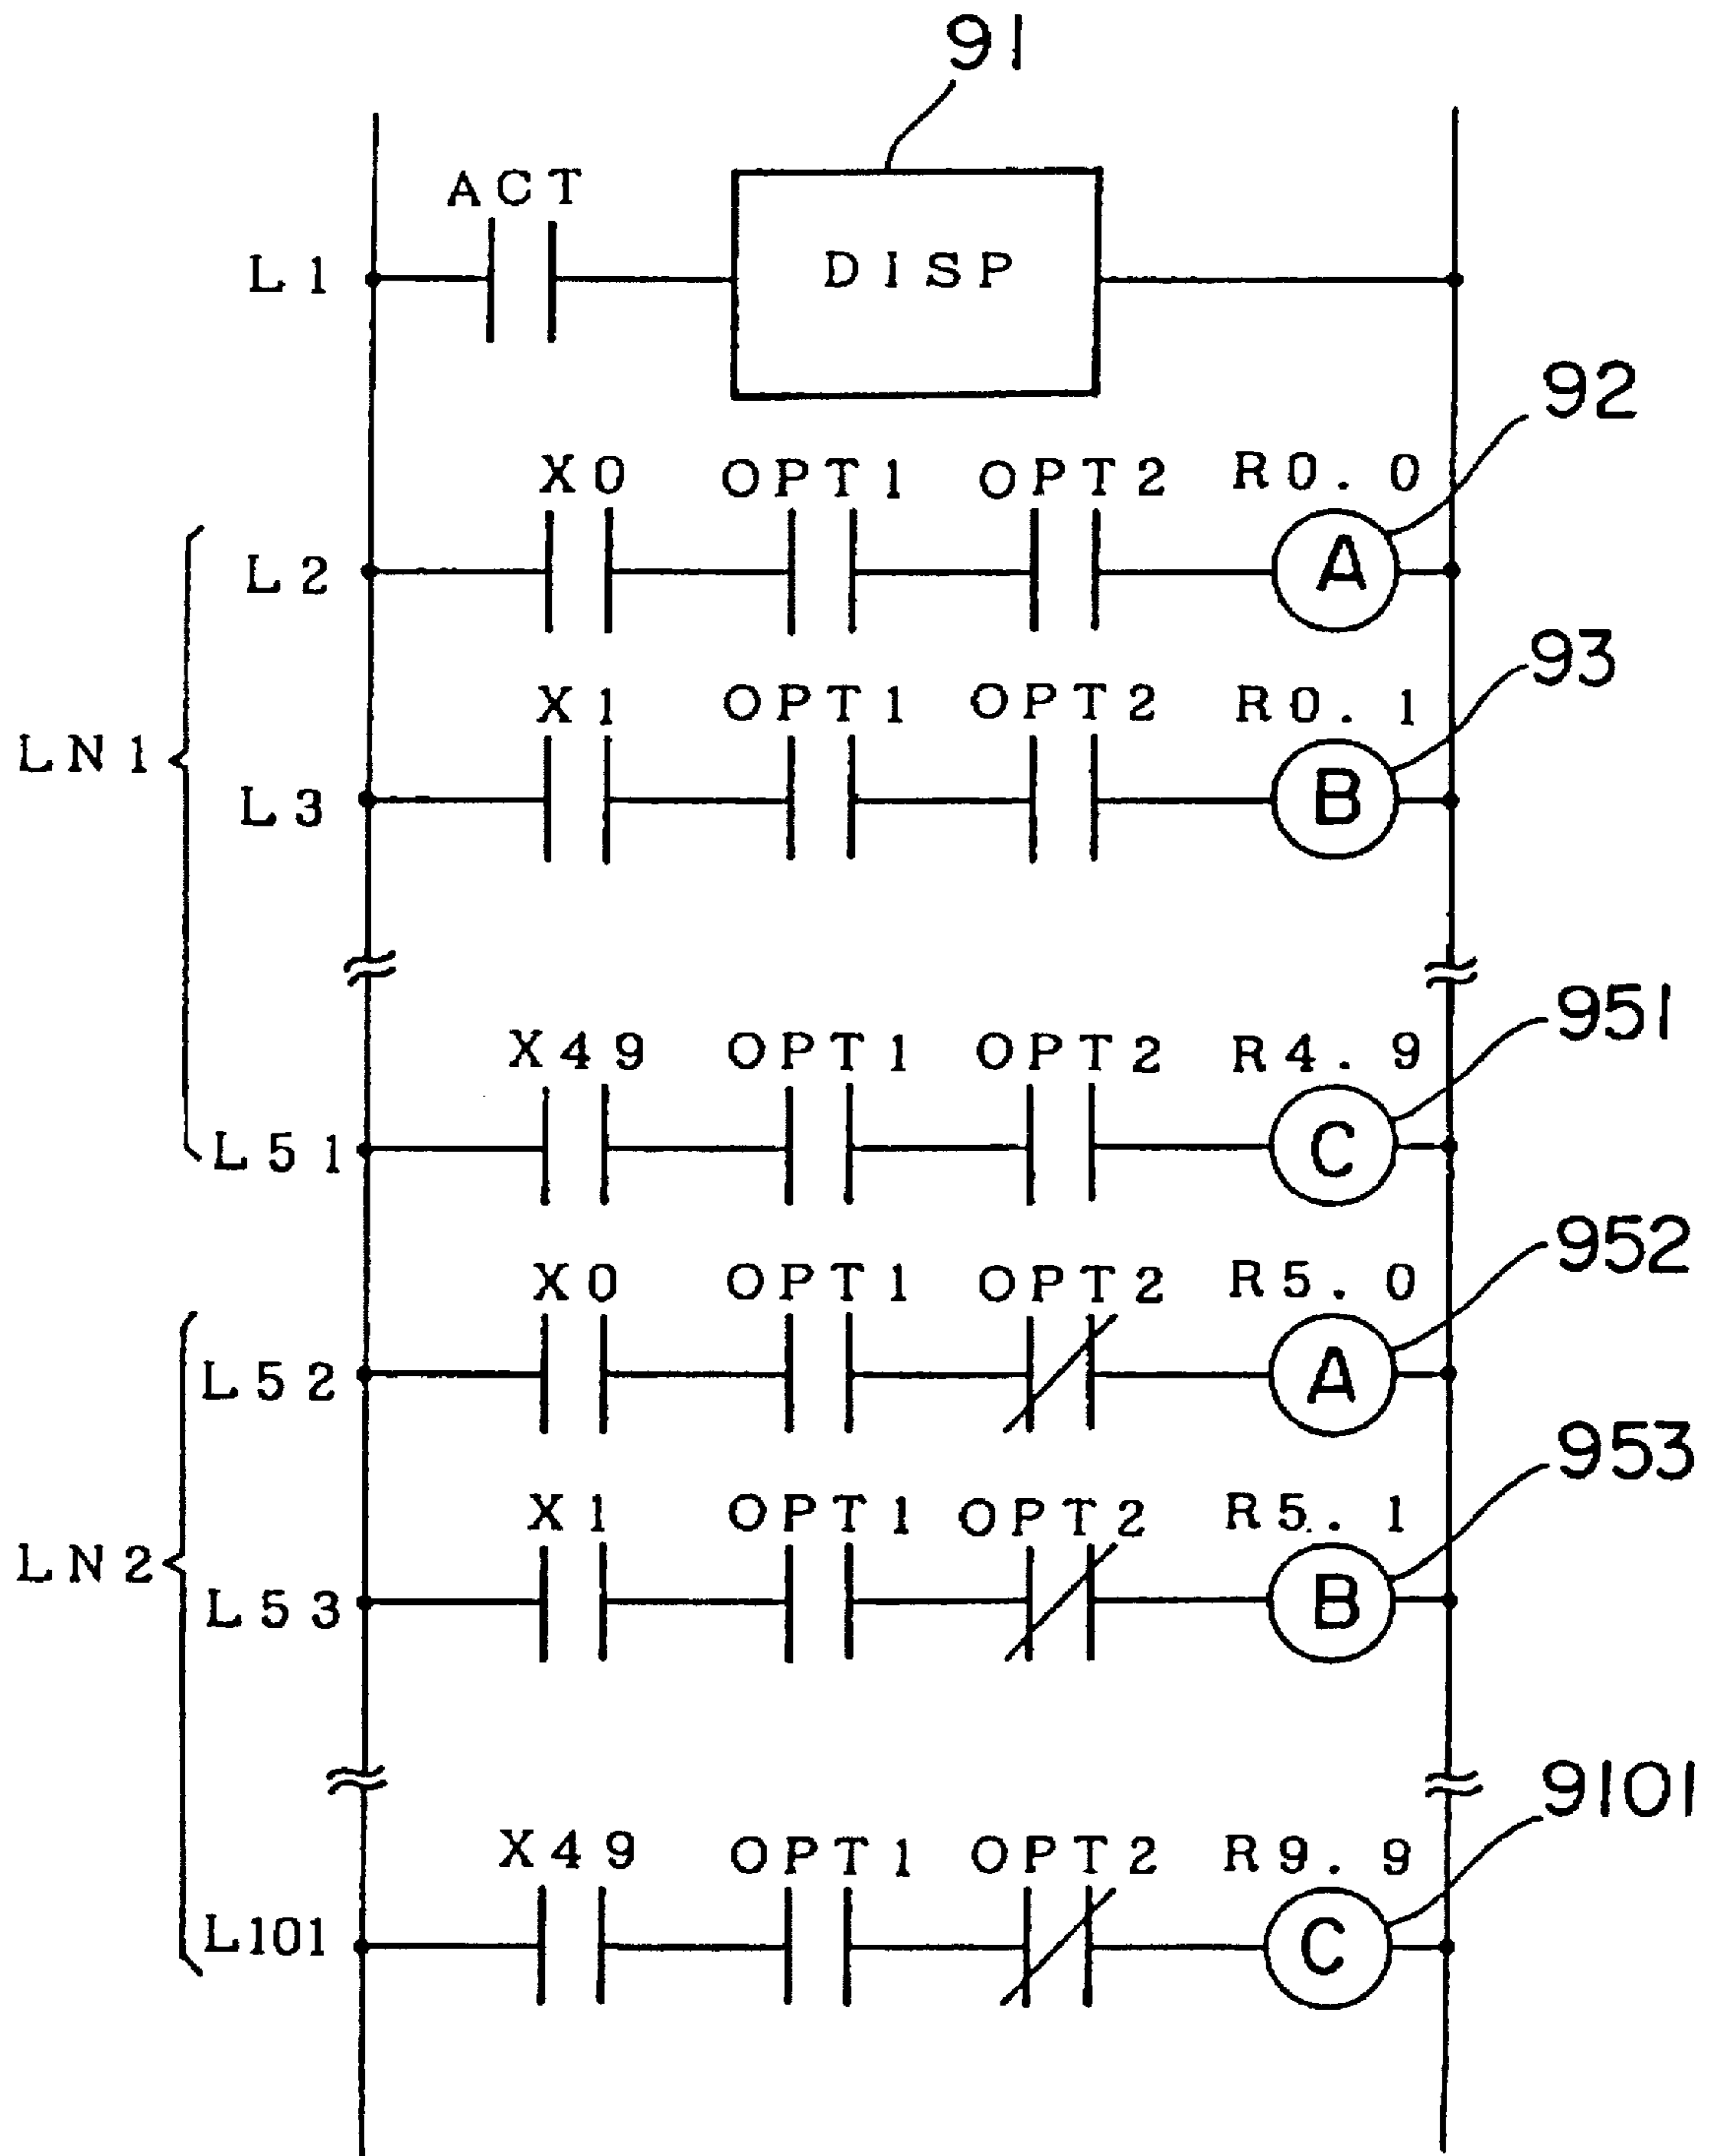 91
ACT
L1 DISP
92
X0 OPT1 OPT2 R0.0
L2 A
93
X1 OPT1 OPT2 R0.1
LN1
L3 B
951
X49 OPT1 OPT2 R4.9
L51 C
952
X0 OPT1 OPT2 R5.0
L52 A
953
X1 OPT1 OPT2 R5.1
LN2
L53 B
9101
X49 OPT1 OPT2 R9.9
L101 C